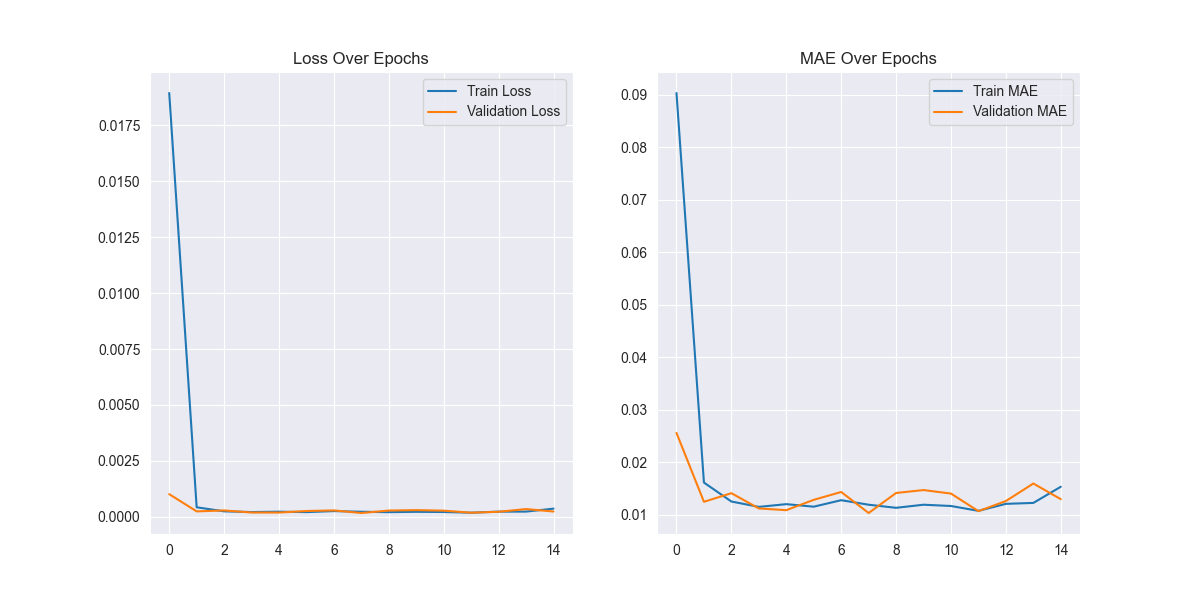 Loss Over Epochs
Train Loss
Validation Loss
0.0175
0.0150
0.0125
0.0100
0.0075
0.0050
0.0025
0.0000
0 2 4 6 8 10 12 14
MAE Over Epochs
Train MAE
Validation MAE
0.09
0.08
0.07
0.06
0.05
0.04
0.03
0.02
0.01
0 2 4 6 8 10 12 14